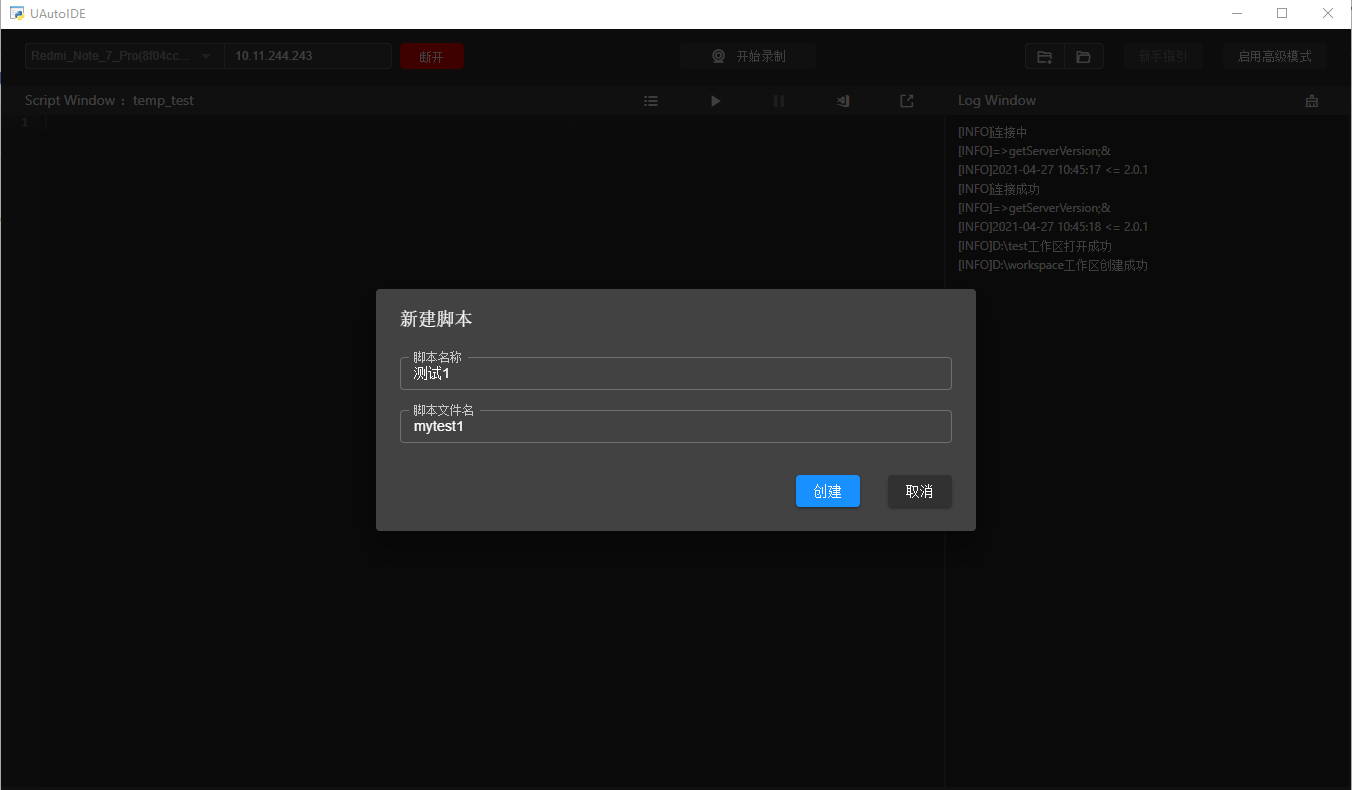 UAutoIDE
Redmi_Note_7_Pro(8f04cc... 10.11.244.243 断开 开始录制 新手指引 启用高级模式
Script Window : temp_test
Log Window
1
[INFO]连接中
[INFO]=>getServerVersion;&
[INFO]2021-04-27 10:45:17 <= 2.0.1
[INFO]连接成功
[INFO]=>getServerVersion;&
[INFO]2021-04-27 10:45:18 <= 2.0.1
[INFO]D:\test工作区打开成功
[INFO]D:\workspace工作区创建成功
新建脚本
脚本名称
测试1
脚本文件名
mytest1
创建 取消